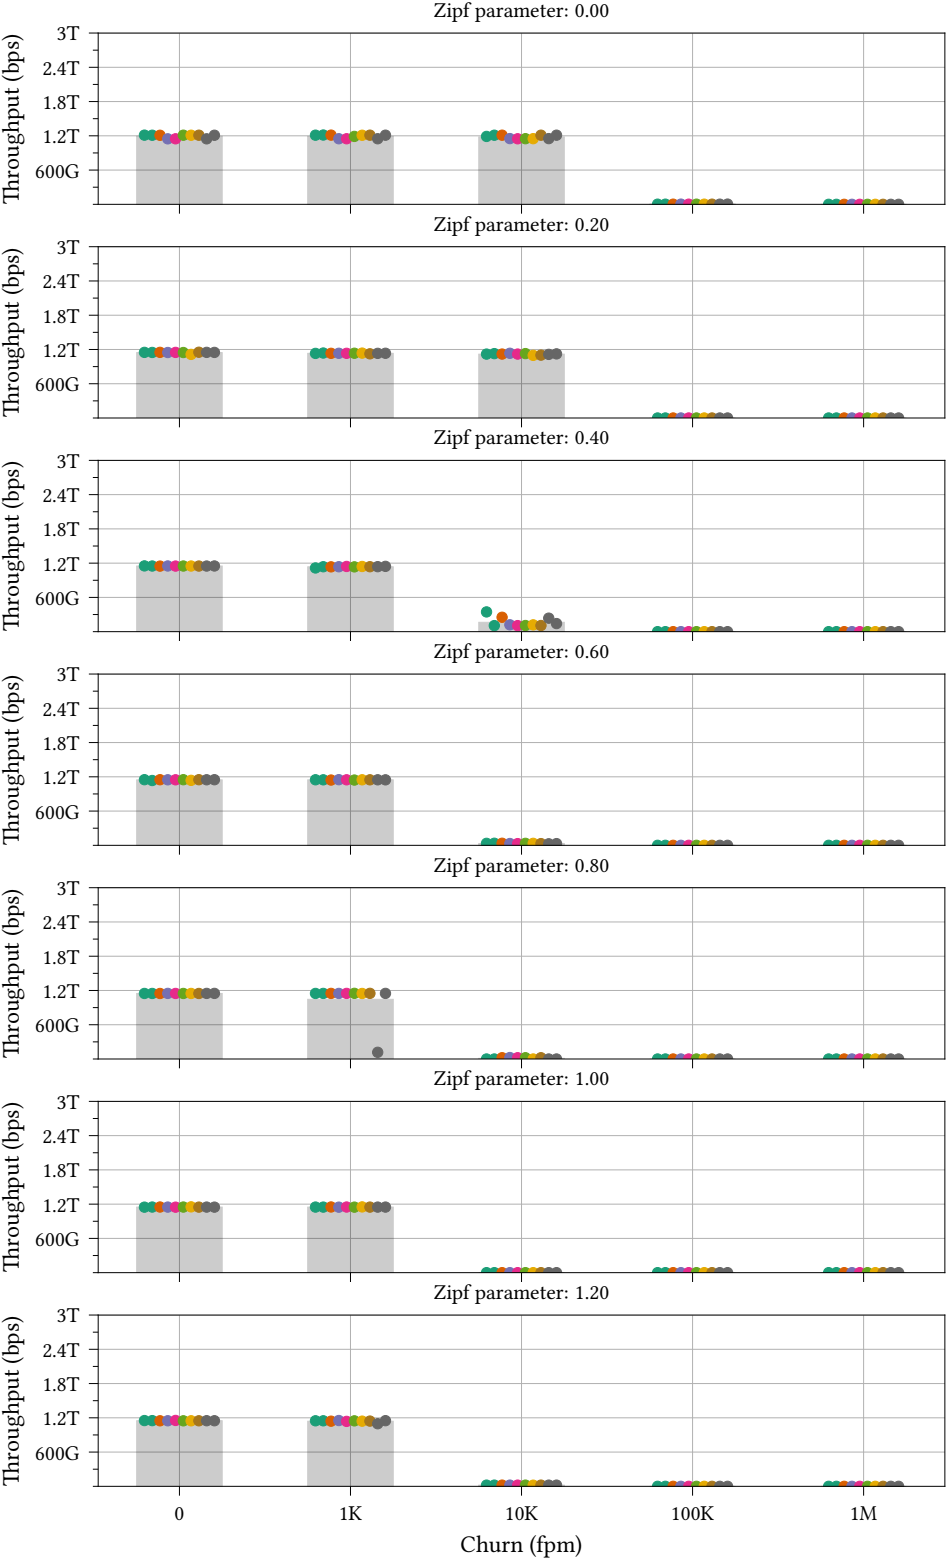 Zipf parameter: 0.00
Throughput (bps)
3T
2.4T
1.8T
1.2T
600G
Zipf parameter: 0.20
Throughput (bps)
3T
2.4T
1.8T
1.2T
600G
Zipf parameter: 0.40
Throughput (bps)
3T
2.4T
1.8T
1.2T
600G
Zipf parameter: 0.60
Throughput (bps)
3T
2.4T
1.8T
1.2T
600G
Zipf parameter: 0.80
Throughput (bps)
3T
2.4T
1.8T
1.2T
600G
Zipf parameter: 1.00
Throughput (bps)
3T
2.4T
1.8T
1.2T
600G
Zipf parameter: 1.20
Throughput (bps)
3T
2.4T
1.8T
1.2T
600G
0 1K 10K 100K 1M
Churn (fpm)